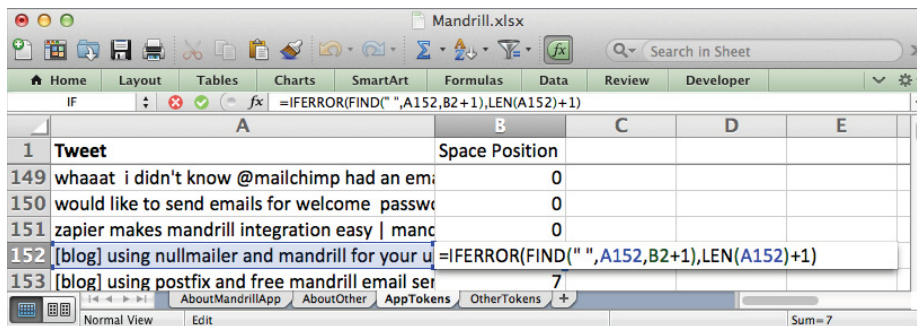 Mandrill.xlsx
Search in Sheet
Home Layout Tables Charts SmartArt Formulas Data Review Developer
IF fx =IFERROR(FIND(" ",A152,B2+1),LEN(A152)+1)
A B C D E
1 Tweet Space Position
149 whaaat i didn't know @mailchimp had an ema 0
150 would like to send emails for welcome passwo 0
151 zapier makes mandrill integration easy | mand 0
152 [blog] using nullmailer and mandrill for your u =IFERROR(FIND(" ",A152,B2+1),LEN(A152)+1)
153 [blog] using postfix and free mandrill email ser 7
AboutMandrillApp AboutOther AppTokens OtherTokens +
Normal View Edit Sum=7